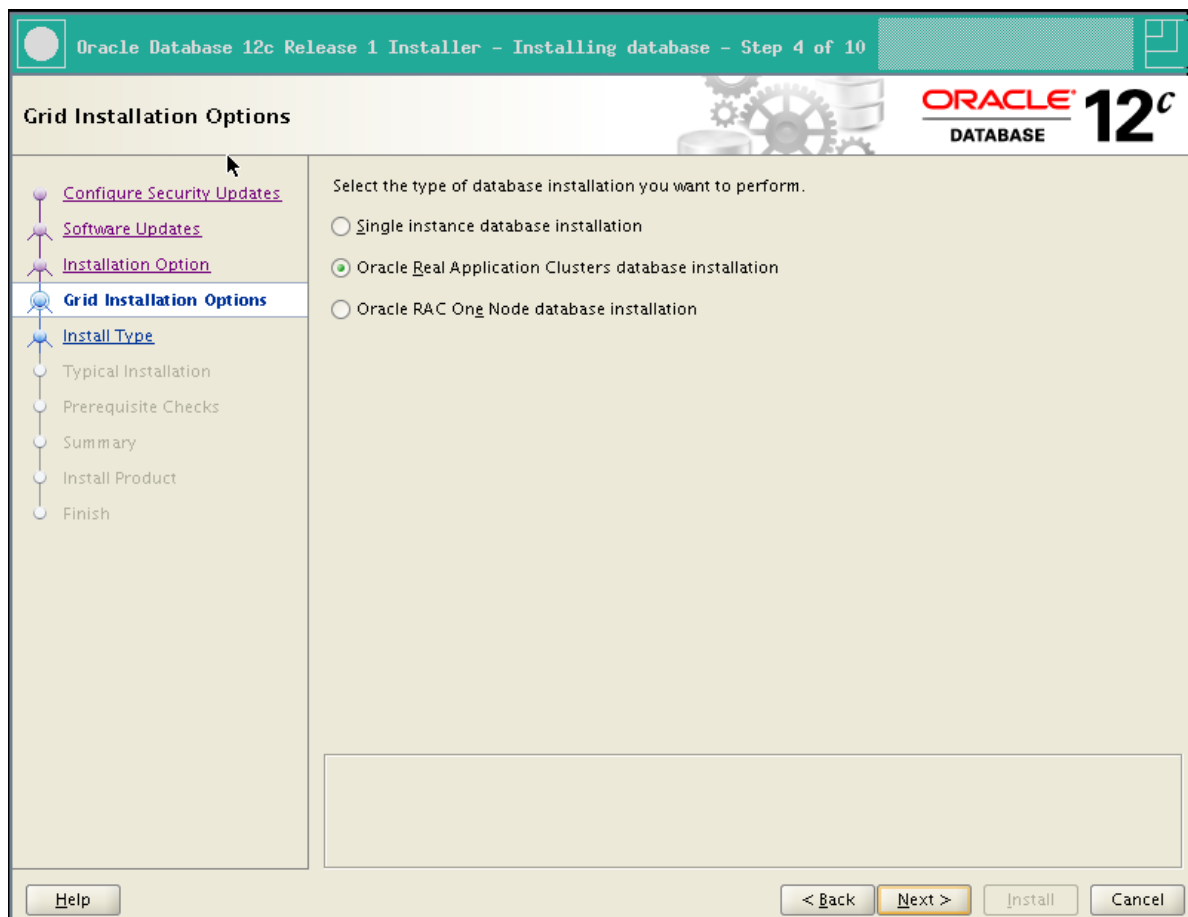 Oracle Database 12c Release 1 Installer - Installing database - Step 4 of 10
Grid Installation Options
ORACLE®
DATABASE
12c
Configure Security Updates
Software Updates
Installation Option
Grid Installation Options
Install Type
Typical Installation
Prerequisite Checks
Summary
Install Product
Finish
Select the type of database installation you want to perform.
Single instance database installation
Oracle Real Application Clusters database installation
Oracle RAC One Node database installation
Help
< Back
Next >
Install
Cancel